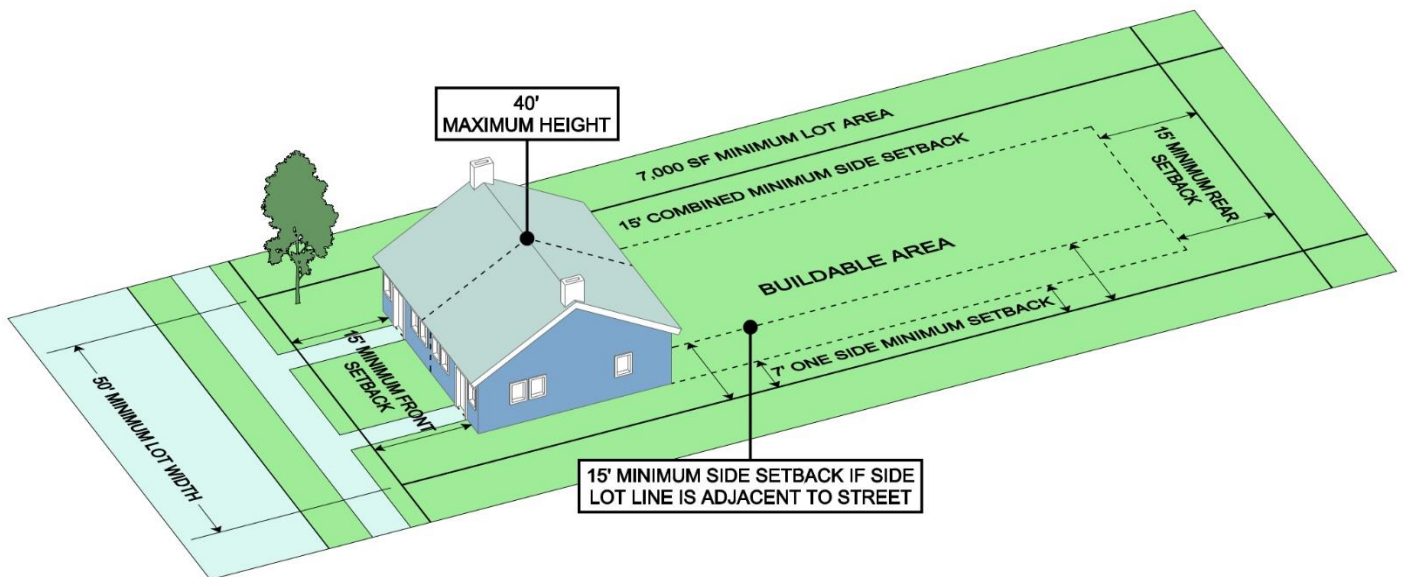 40'
MAXIMUM HEIGHT
7,000 SF MINIMUM LOT AREA
15' COMBINED MINIMUM SIDE SETBACK
15' MINIMUM REAR
SETBACK
BUILDABLE AREA
7' ONE SIDE MINIMUM SETBACK
15' MINIMUM FRONT
SETBACK
50' MINIMUM LOT WIDTH
15' MINIMUM SIDE SETBACK IF SIDE
LOT LINE IS ADJACENT TO STREET